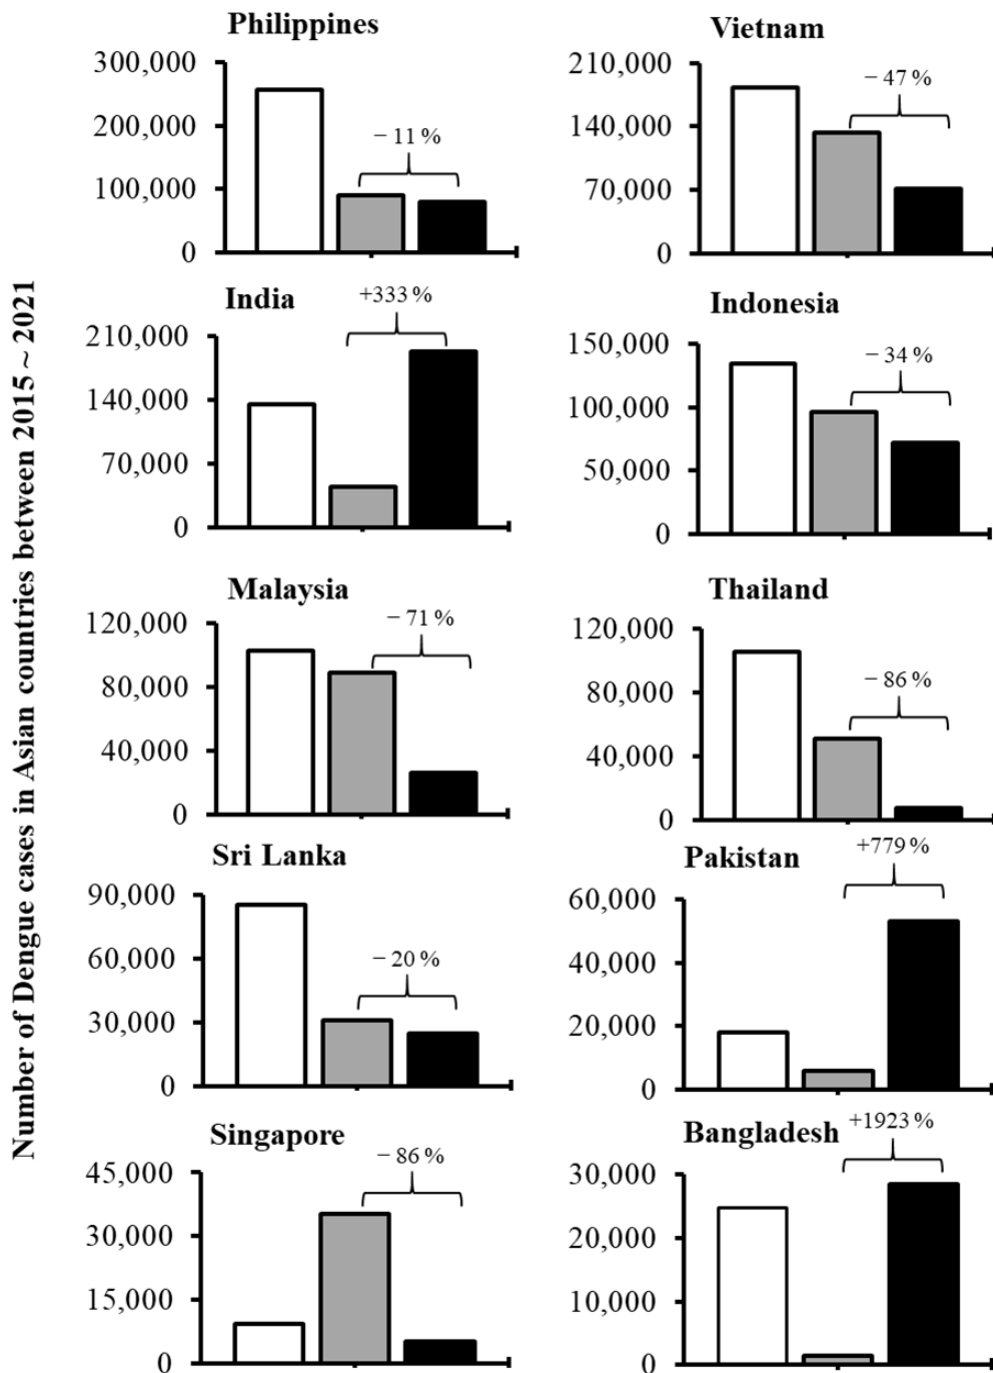 Number of Dengue cases in Asian countries between 2015 ~ 2021
Philippines
300,000
200,000
100,000
0
− 11 %
Vietnam
210,000
140,000
70,000
0
− 47 %
India
210,000
140,000
70,000
0
+333 %
Indonesia
150,000
100,000
50,000
0
− 34 %
Malaysia
120,000
80,000
40,000
0
− 71 %
Thailand
120,000
80,000
40,000
0
− 86 %
Sri Lanka
90,000
60,000
30,000
0
− 20 %
Pakistan
60,000
40,000
20,000
0
+779 %
Singapore
45,000
30,000
15,000
0
− 86 %
Bangladesh
30,000
20,000
10,000
0
+1923 %